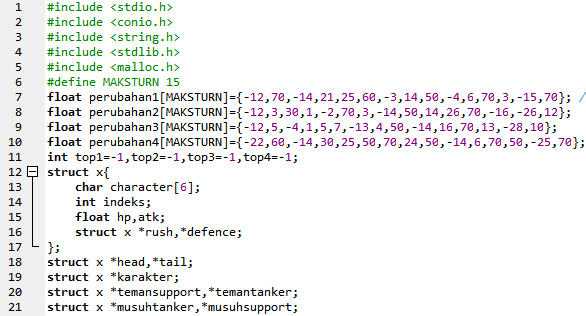 1 #include <stdio.h>
2 #include <conio.h>
3 #include <string.h>
4 #include <stdlib.h>
5 #include <malloc.h>
6 #define MAKSTURN 15
7 float perubahan1[MAKSTURN]={-12,70,-14,21,25,60,-3,14,50,-4,6,70,3,-15,70}; /
8 float perubahan2[MAKSTURN]={-12,3,30,1,-2,70,3,-14,50,14,26,70,-16,-26,12};
9 float perubahan3[MAKSTURN]={-12,5,-4,1,5,7,-13,4,50,-14,16,70,13,-28,10};
10 float perubahan4[MAKSTURN]={-22,60,-14,30,25,50,70,24,50,-14,6,70,50,-25,70};
11 int top1=-1,top2=-1,top3=-1,top4=-1;
12 struct x{
13 char character[6];
14 int indeks;
15 float hp,atk;
16 struct x *rush,*defence;
17 };
18 struct x *head,*tail;
19 struct x *karakter;
20 struct x *temansupport,*temantanker;
21 struct x *musuhtanker,*musuhsupport;